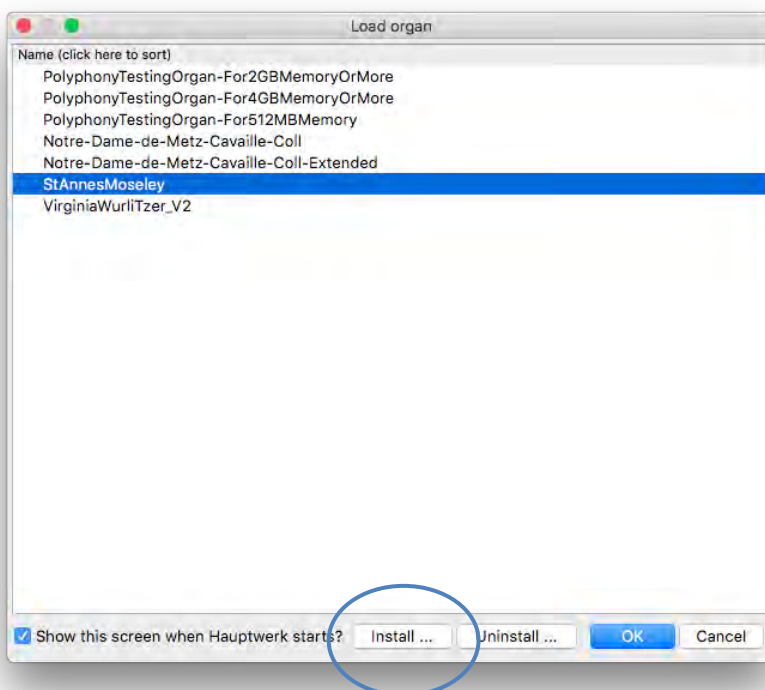 Load organ
Name (click here to sort)
PolyphonyTestingOrgan-For2GBMemoryOrMore
PolyphonyTestingOrgan-For4GBMemoryOrMore
PolyphonyTestingOrgan-For512MBMemory
Notre-Dame-de-Metz-Cavaille-Coll
Notre-Dame-de-Metz-Cavaille-Coll-Extended
StAnnesMoseley
VirginiaWurliTzer_V2
Show this screen when Hauptwerk starts? Install ... Uninstall ... OK Cancel